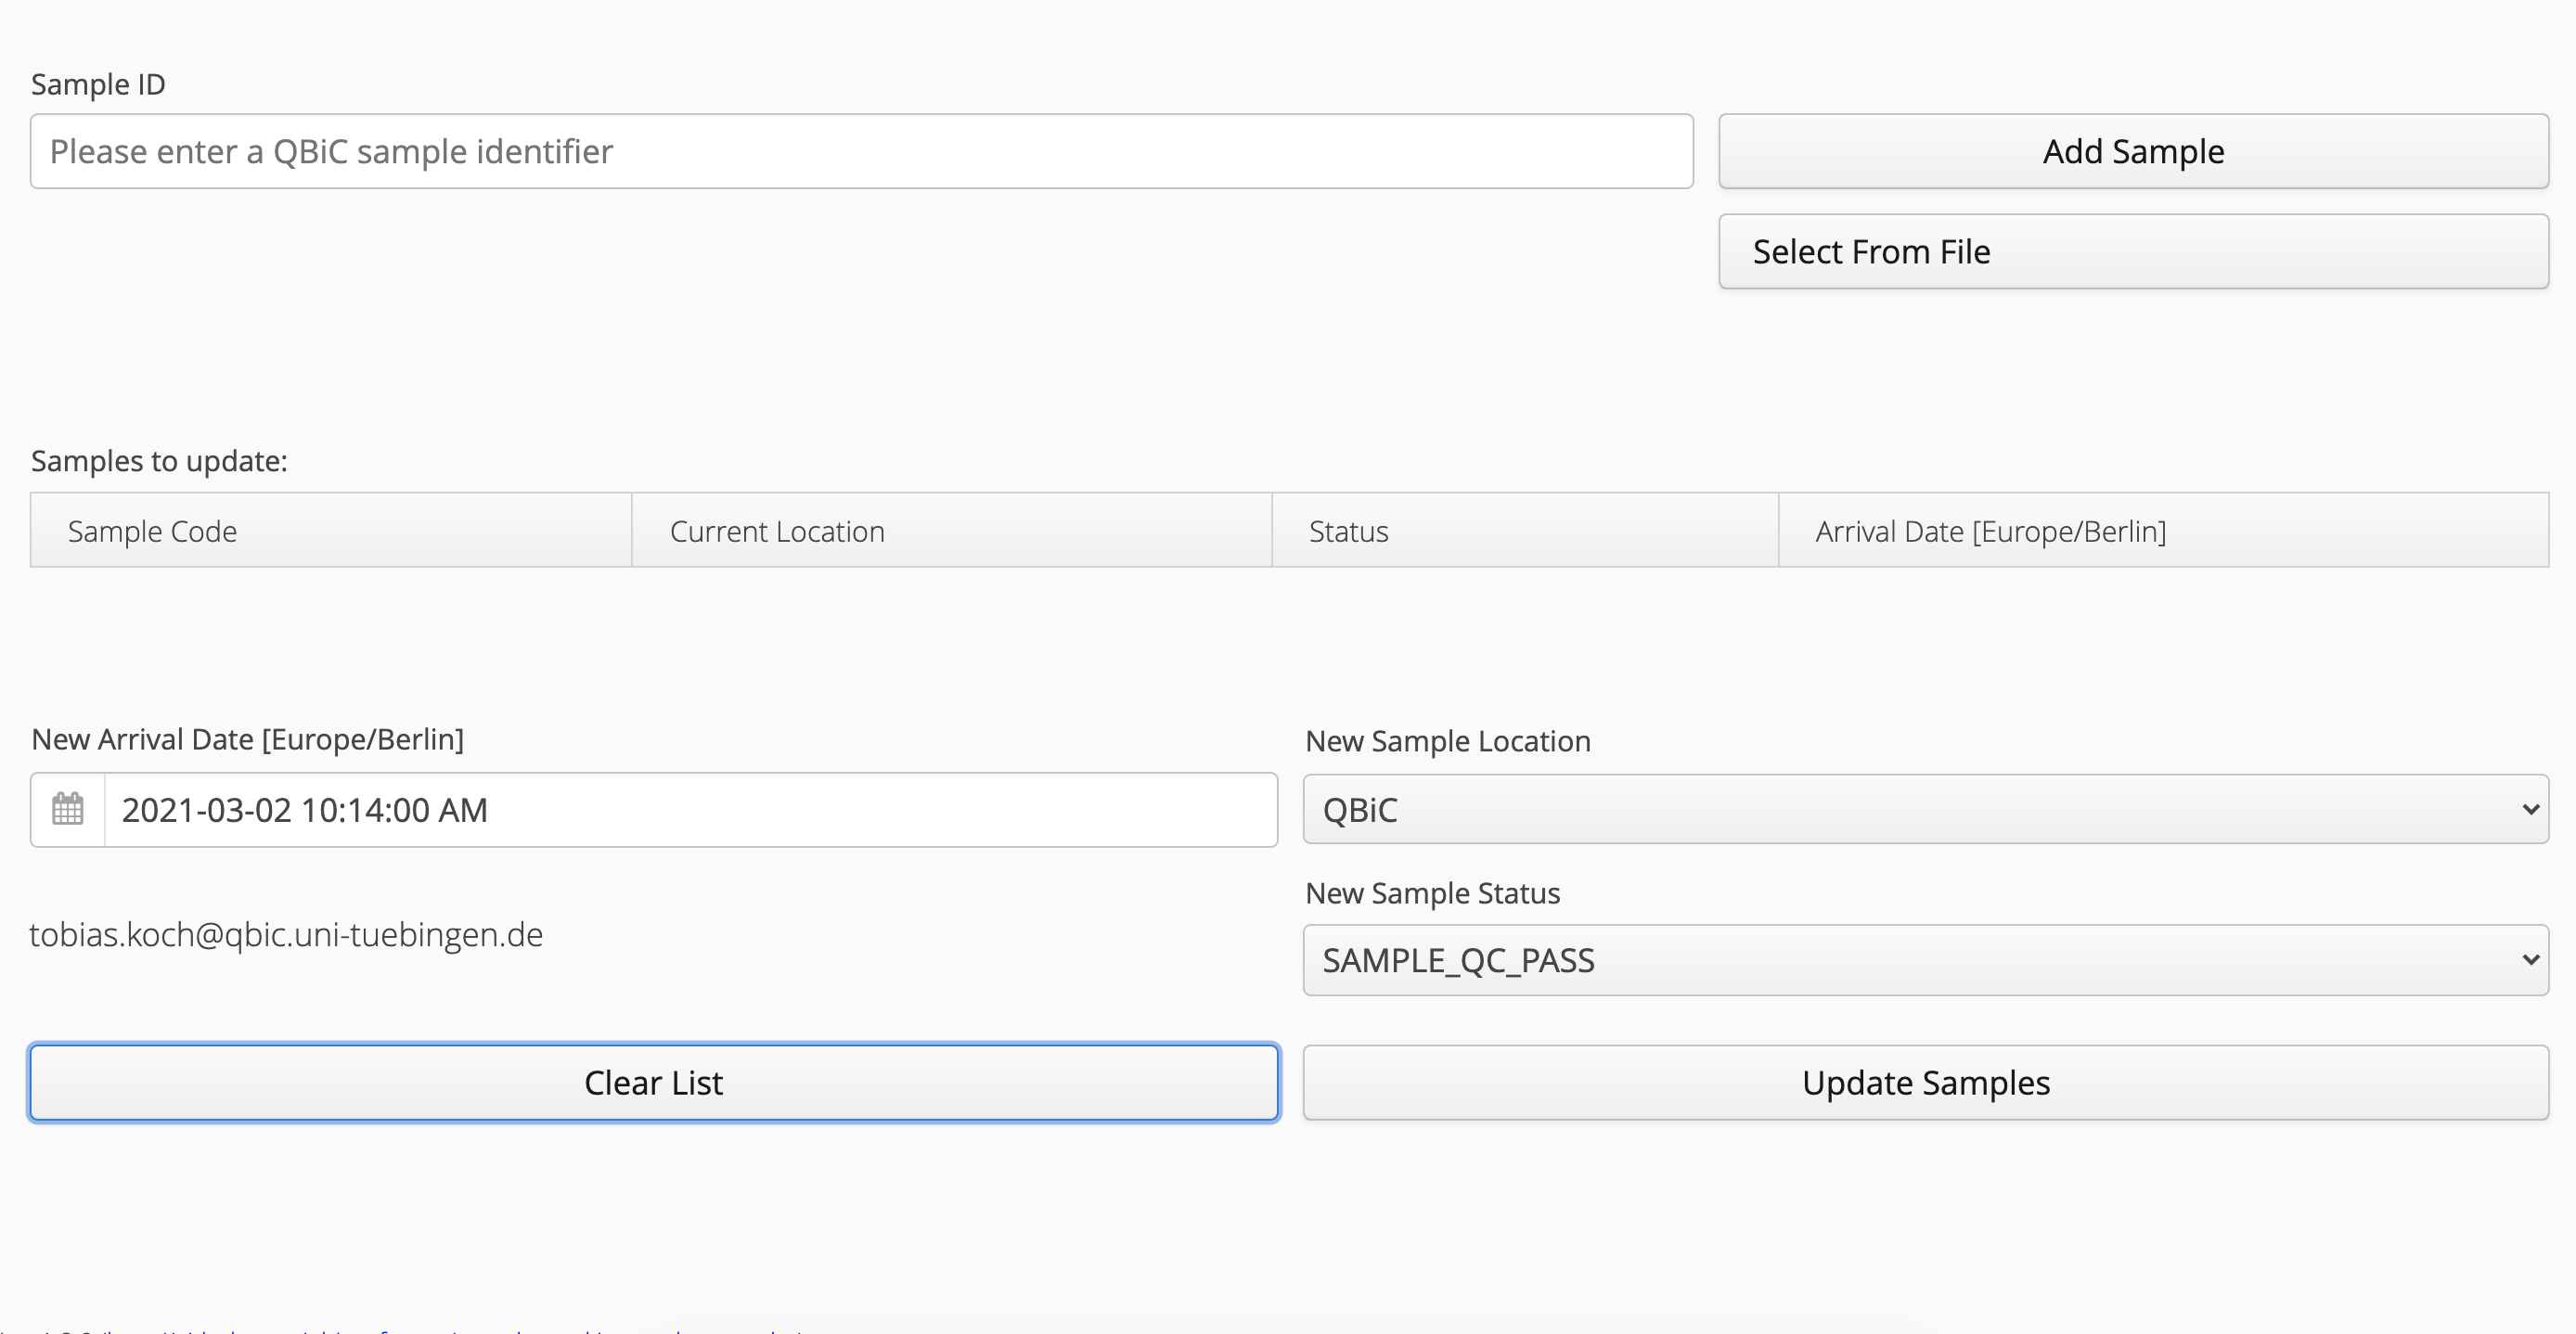 Sample ID
Please enter a QBiC sample identifier
Add Sample
Select From File
Samples to update:
Sample Code Current Location Status Arrival Date [Europe/Berlin]
New Arrival Date [Europe/Berlin]
New Sample Location
2021-03-02 10:14:00 AM
QBiC
New Sample Status
tobias.koch@qbic.uni-tuebingen.de
SAMPLE_QC_PASS
Clear List
Update Samples